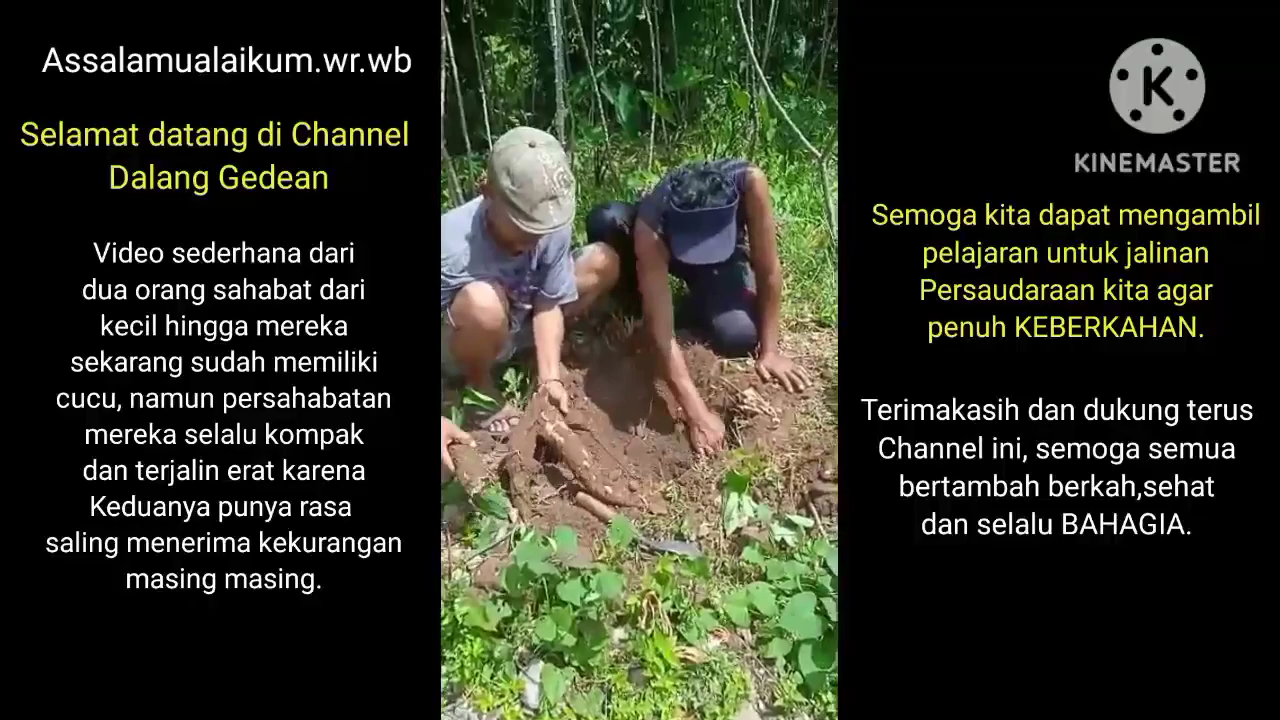 Assalamualaikum.wr.wb
Selamat datang di Channel
Dalang Gedean
Video sederhana dari
dua orang sahabat dari
kecil hingga mereka
sekarang sudah memiliki
cucu, namun persahabatan
mereka selalu kompak
dan terjalin erat karena
Keduanya punya rasa
saling menerima kekurangan
masing masing.
K
KINEMASTER
Semoga kita dapat mengambil
pelajaran untuk jalinan
Persaudaraan kita agar
penuh KEBERKAHAN.
Terimakasih dan dukung terus
Channel ini, semoga semua
bertambah berkah,sehat
dan selalu BAHAGIA.